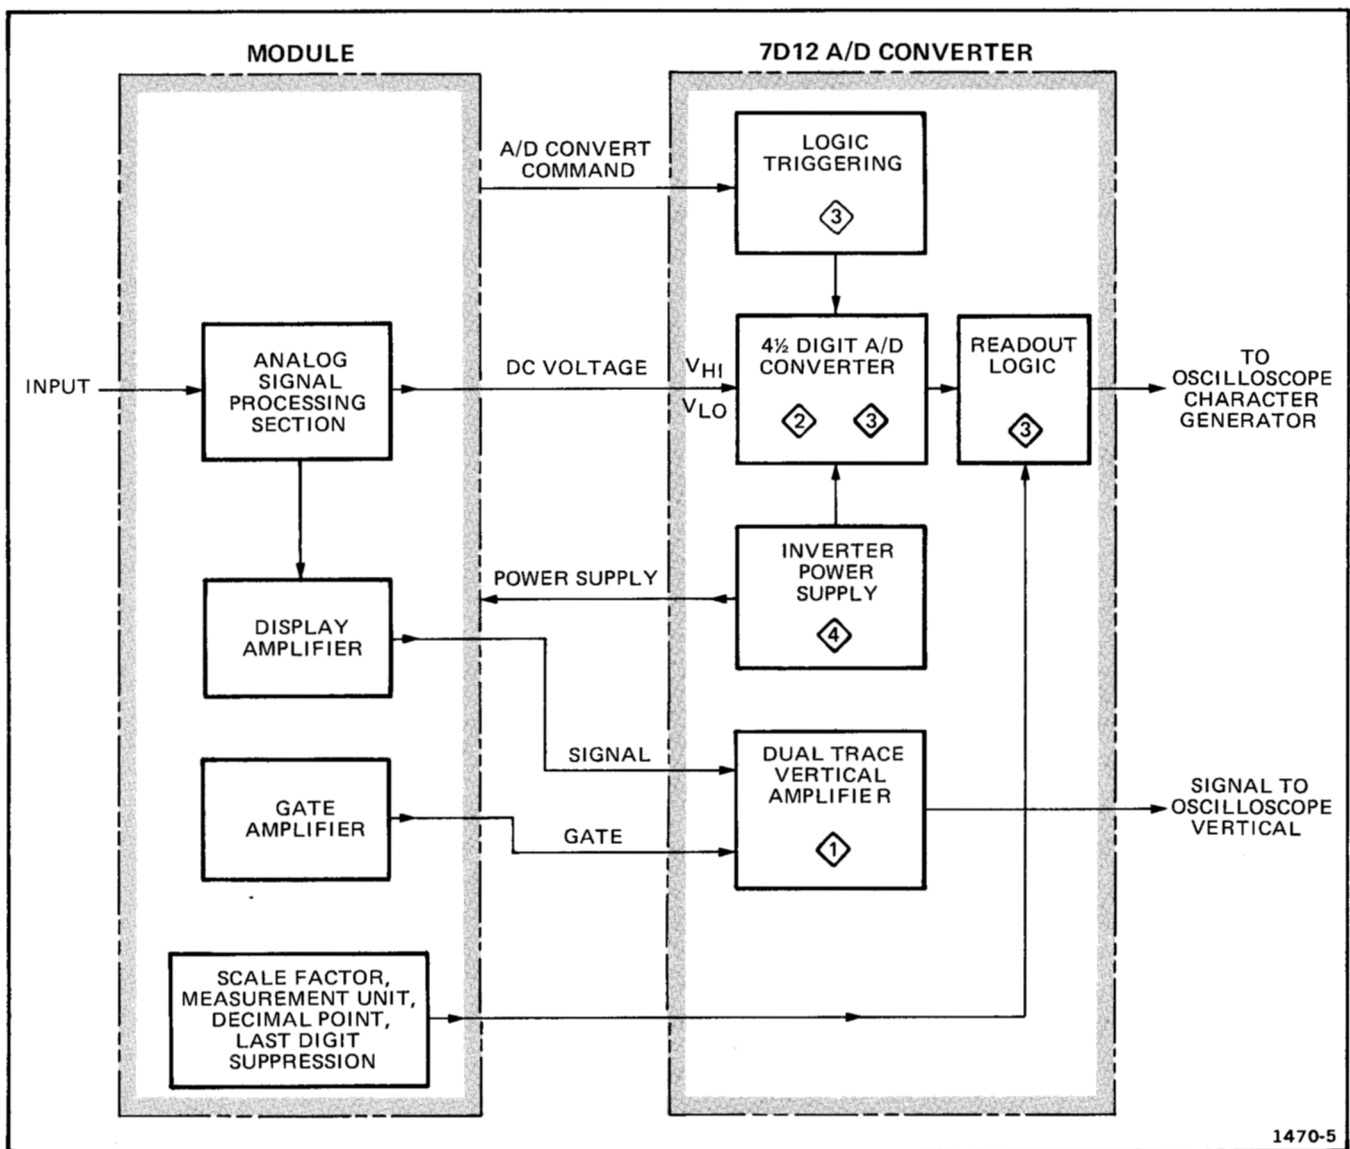 MODULE
7D12 A/D CONVERTER
A/D CONVERT
COMMAND
LOGIC
TRIGGERING
3
INPUT
ANALOG
SIGNAL
PROCESSING
SECTION
DC VOLTAGE
VHI
VLO
4½ DIGIT A/D
CONVERTER
2 3
READOUT
LOGIC
3
TO
OSCILLOSCOPE
CHARACTER
GENERATOR
POWER SUPPLY
INVERTER
POWER
SUPPLY
4
DISPLAY
AMPLIFIER
SIGNAL
GATE
AMPLIFIER
GATE
DUAL TRACE
VERTICAL
AMPLIFIER
1
SIGNAL TO
OSCILLOSCOPE
VERTICAL
SCALE FACTOR,
MEASUREMENT UNIT,
DECIMAL POINT,
LAST DIGIT
SUPPRESSION
1470-5